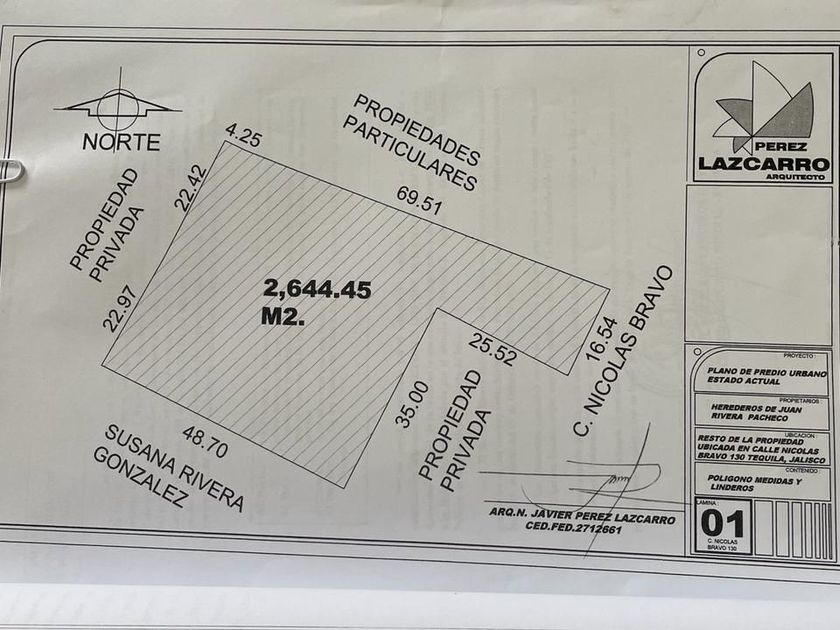 NORTE
4.25
PROPIEDADES
PARTICULARES
69.51
22.42
PROPIEDAD
PRIVADA
22.97
2,644.45
M2.
25.52
16.54
C. NICOLAS BRAVO
35.00
PROPIEDAD
PRIVADA
48.70
SUSANA RIVERA
GONZALEZ
ARQ.N. JAVIER PEREZ LAZCARRO
CED.FED.2712661
PEREZ
LAZCARRO
ARQUITECTO
PROYECTO:
PLANO DE PREDIO URBANO
ESTADO ACTUAL
PROPIETARIOS:
HEREDEROS DE JUAN
RIVERA PACHECO
UBICACION
RESTO DE LA PROPIEDAD
UBICADA EN CALLE NICOLAS
BRAVO 130 TEQUILA, JALISCO
CONTENIDO:
POLIGONO MEDIDAS Y
LINDEROS
LAMINA:
01
C. NICOLAS
BRAVO 130